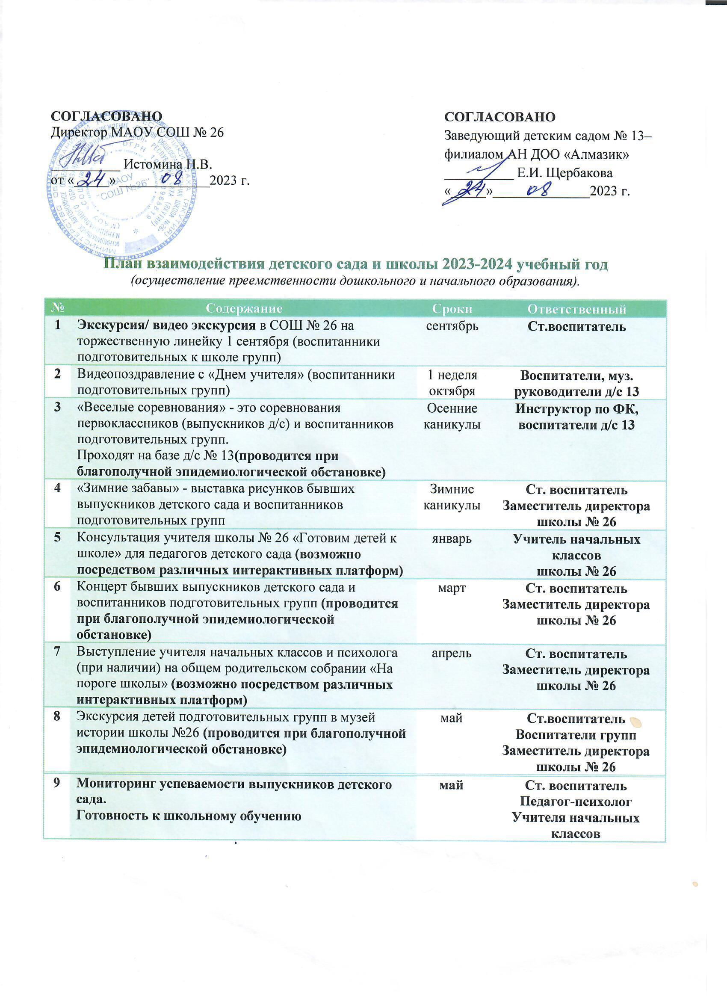 СОГЛАСОВАНО
Директор МАОУ СОШ № 26
____________ Истомина Н.В.
от « 24 » 08 2023 г.
МАОУ
"СОШ №26"
СОГЛАСОВАНО
Заведующий детским садом № 13–
филиалом АН ДОО «Алмазик»
____________ Е.И. Щербакова
« 24 » 08 2023 г.
План взаимодействия детского сада и школы 2023-2024 учебный год
(осуществление преемственности дошкольного и начального образования).
№ Содержание Сроки Ответственный
1 Экскурсия/ видео экскурсия в СОШ № 26 на сентябрь Ст.воспитатель
торжественную линейку 1 сентября (воспитанники
подготовительных к школе групп)
2 Видеопоздравление с «Днем учителя» (воспитанники 1 неделя Воспитатели, муз.
подготовительных групп) октября руководители д/с 13
3 «Веселые соревнования» - это соревнования Осенние Инструктор по ФК,
первоклассников (выпускников д/с) и воспитанников каникулы воспитатели д/с 13
подготовительных групп.
Проходят на базе д/с № 13(проводится при
благополучной эпидемиологической обстановке)
4 «Зимние забавы» - выставка рисунков бывших Зимние Ст. воспитатель
выпускников детского сада и воспитанников каникулы Заместитель директора
подготовительных групп школы № 26
5 Консультация учителя школы № 26 «Готовим детей к январь Учитель начальных
школе» для педагогов детского сада (возможно классов
посредством различных интерактивных платформ) школы № 26
6 Концерт бывших выпускников детского сада и март Ст. воспитатель
воспитанников подготовительных групп (проводится Заместитель директора
при благополучной эпидемиологической школы № 26
обстановке)
7 Выступление учителя начальных классов и психолога апрель Ст. воспитатель
(при наличии) на общем родительском собрании «На Заместитель директора
пороге школы» (возможно посредством различных школы № 26
интерактивных платформ)
8 Экскурсия детей подготовительных групп в музей май Ст.воспитатель
истории школы №26 (проводится при благополучной Воспитатели групп
эпидемиологической обстановке) Заместитель директора
школы № 26
9 Мониторинг успеваемости выпускников детского май Ст. воспитатель
сада. Педагог-психолог
Готовность к школьному обучению Учителя начальных
классов